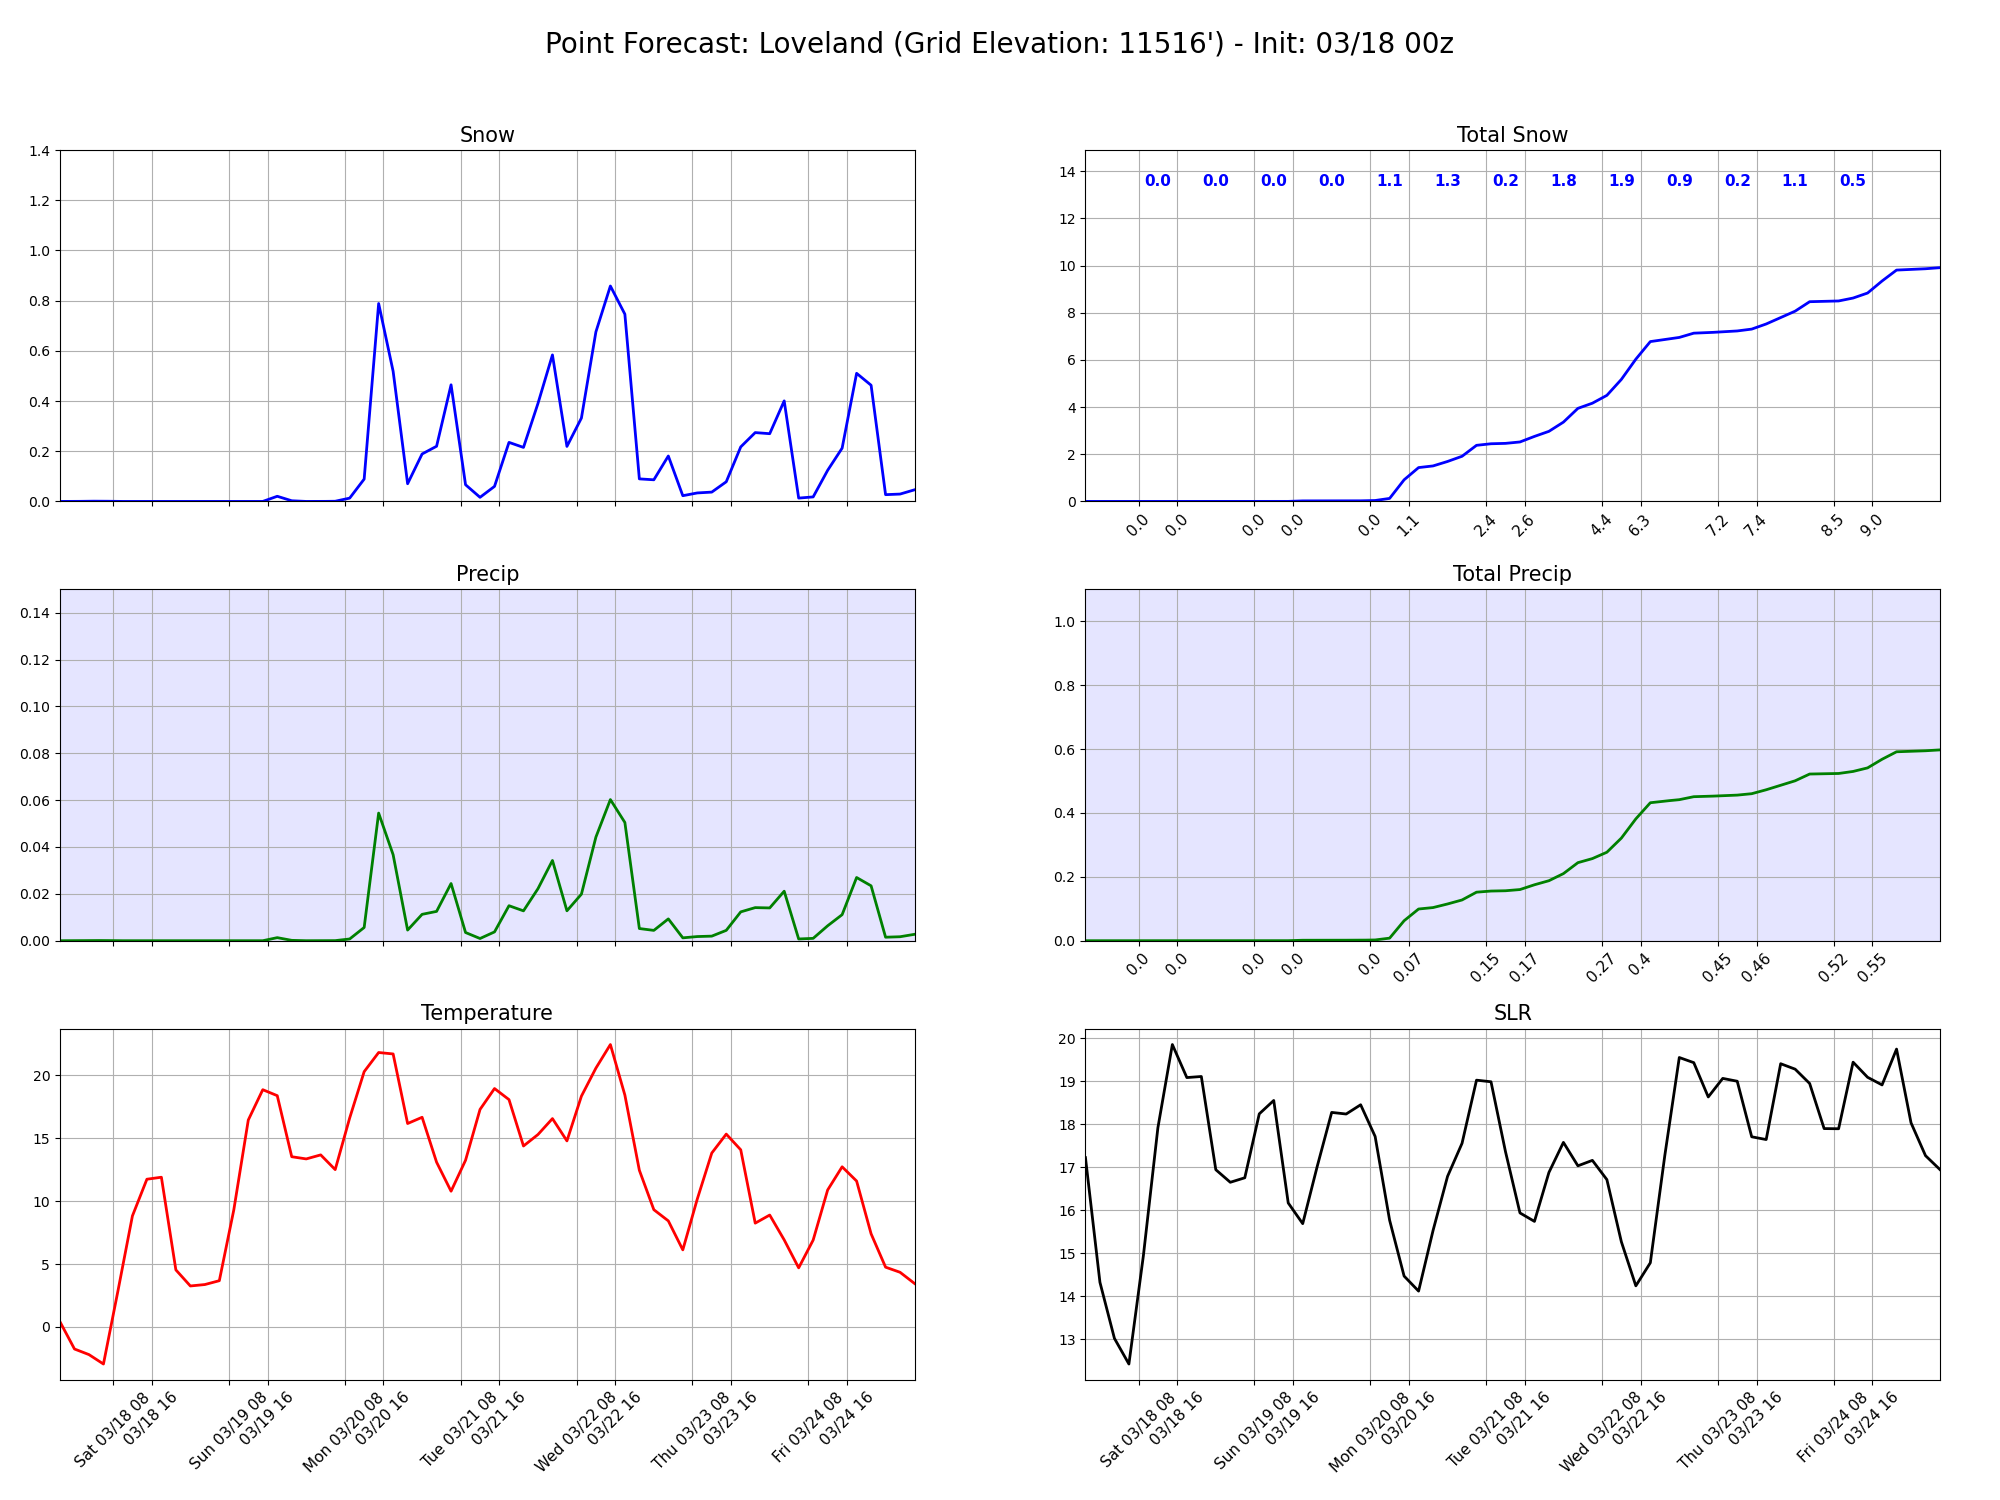 Point Forecast: Loveland (Grid Elevation: 11516') - Init: 03/18 00z
Snow
1.4
1.2
1.0
0.8
0.6
0.4
0.2
0.0
Total Snow
0.0 0.0 0.0 0.0 1.1 1.3 0.2 1.8 1.9 0.9 0.2 1.1 0.5
14
12
10
8
6
4
2
0
0.0 0.0 0.0 0.0 0.0 1.1 2.4 2.6 4.4 6.3 7.2 7.4 8.5 9.0
Precip
0.14
0.12
0.10
0.08
0.06
0.04
0.02
0.00
Total Precip
1.0
0.8
0.6
0.4
0.2
0.0
0.0 0.0 0.0 0.0 0.0 0.07 0.15 0.17 0.27 0.4 0.45 0.46 0.52 0.55
Temperature
20
15
10
5
0
Sat 03/18 08
03/18 16
Sun 03/19 08
03/19 16
Mon 03/20 08
03/20 16
Tue 03/21 08
03/21 16
Wed 03/22 08
03/22 16
Thu 03/23 08
03/23 16
Fri 03/24 08
03/24 16
SLR
20
19
18
17
16
15
14
13
Sat 03/18 08
03/18 16
Sun 03/19 08
03/19 16
Mon 03/20 08
03/20 16
Tue 03/21 08
03/21 16
Wed 03/22 08
03/22 16
Thu 03/23 08
03/23 16
Fri 03/24 08
03/24 16